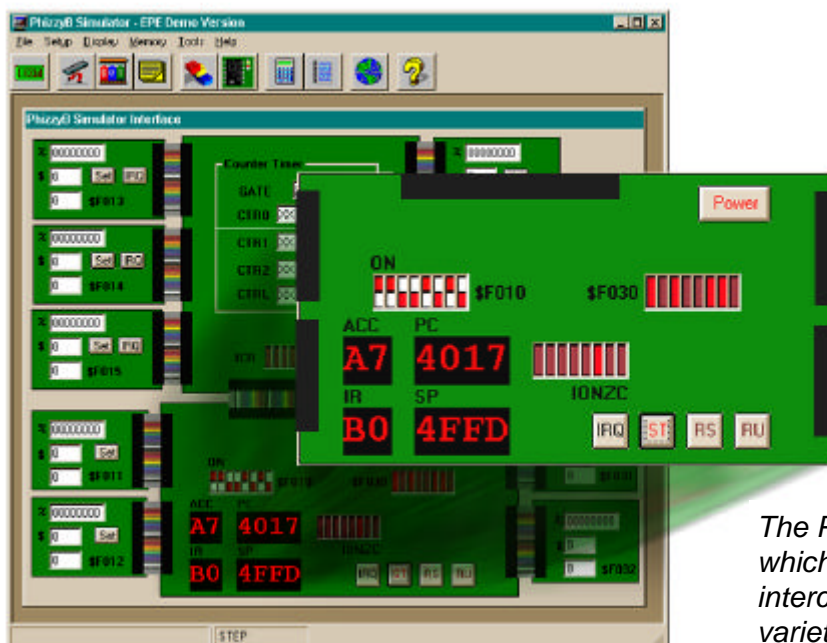 PhizzyB Simulator - EPE Demo Version
File Setup Display Memory Tools Help
PhizzyB Simulator Interface
% 00000000
$ 0 Set IRQ
0 $F013
% 00000000
$ 0 Set IRQ
0 $F014
% 00000000
$ 0 Set IRQ
0 $F015
% 00000000
$ 0 Set
0 $F011
% 00000000
$ 0 Set
0 $F012
Counter Timer
GATE
CTR0
CTR1
CTR2
CTRL
% 00000000
Power
ON
$F010 $F030
ACC PC
A7 4017
IR SP IONZC
B0 4FFD
IRQ ST RS RU
ON
ACC PC
A7 4017
IR SP IONZC
B0 4FFD
IRQ ST RS RU
$F031
% 00000000
0 $F032
STEP
The P
which
interc
variet